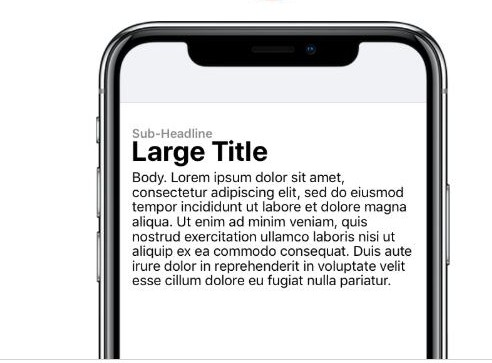 Sub-Headline
Large Title
Body. Lorem ipsum dolor sit amet,
consectetur adipiscing elit, sed do eiusmod
tempor incididunt ut labore et dolore magna
aliqua. Ut enim ad minim veniam, quis
nostrud exercitation ullamco laboris nisi ut
aliquip ex ea commodo consequat. Duis aute
irure dolor in reprehenderit in voluptate velit
esse cillum dolore eu fugiat nulla pariatur.